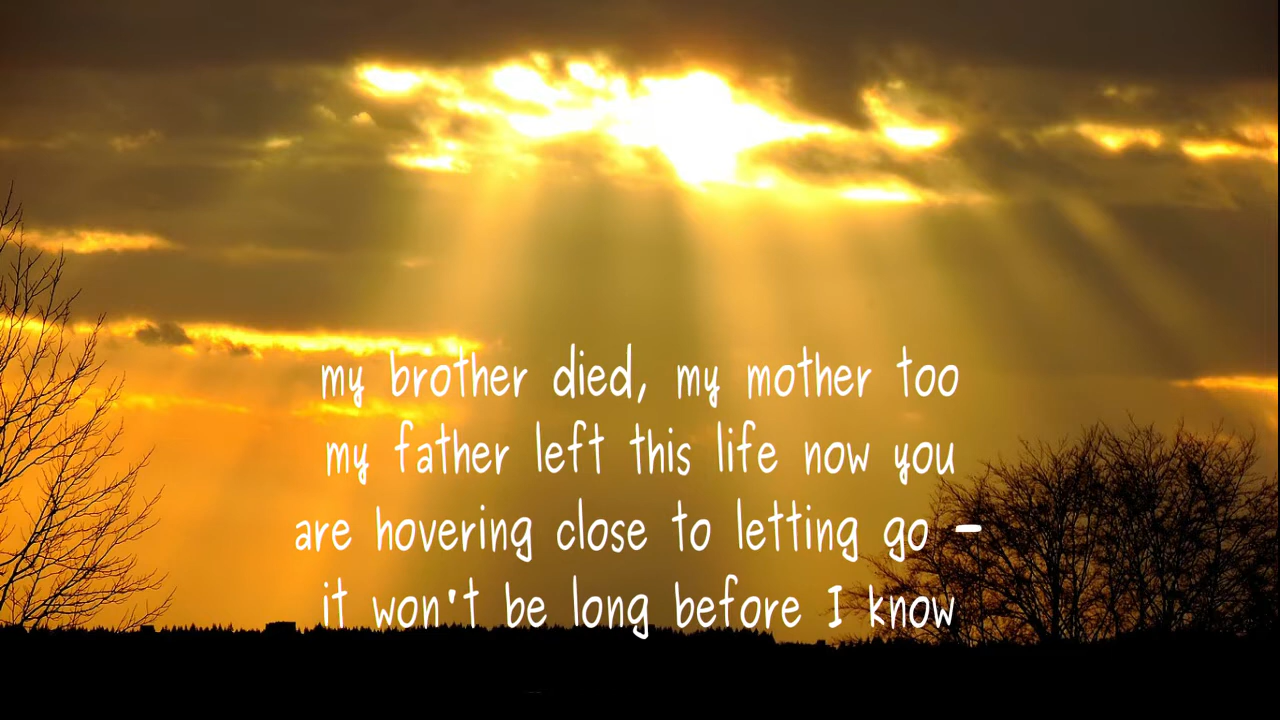 my brother died, my mother too
my father left this life now you
are hovering close to letting go -
it won't be long before I know